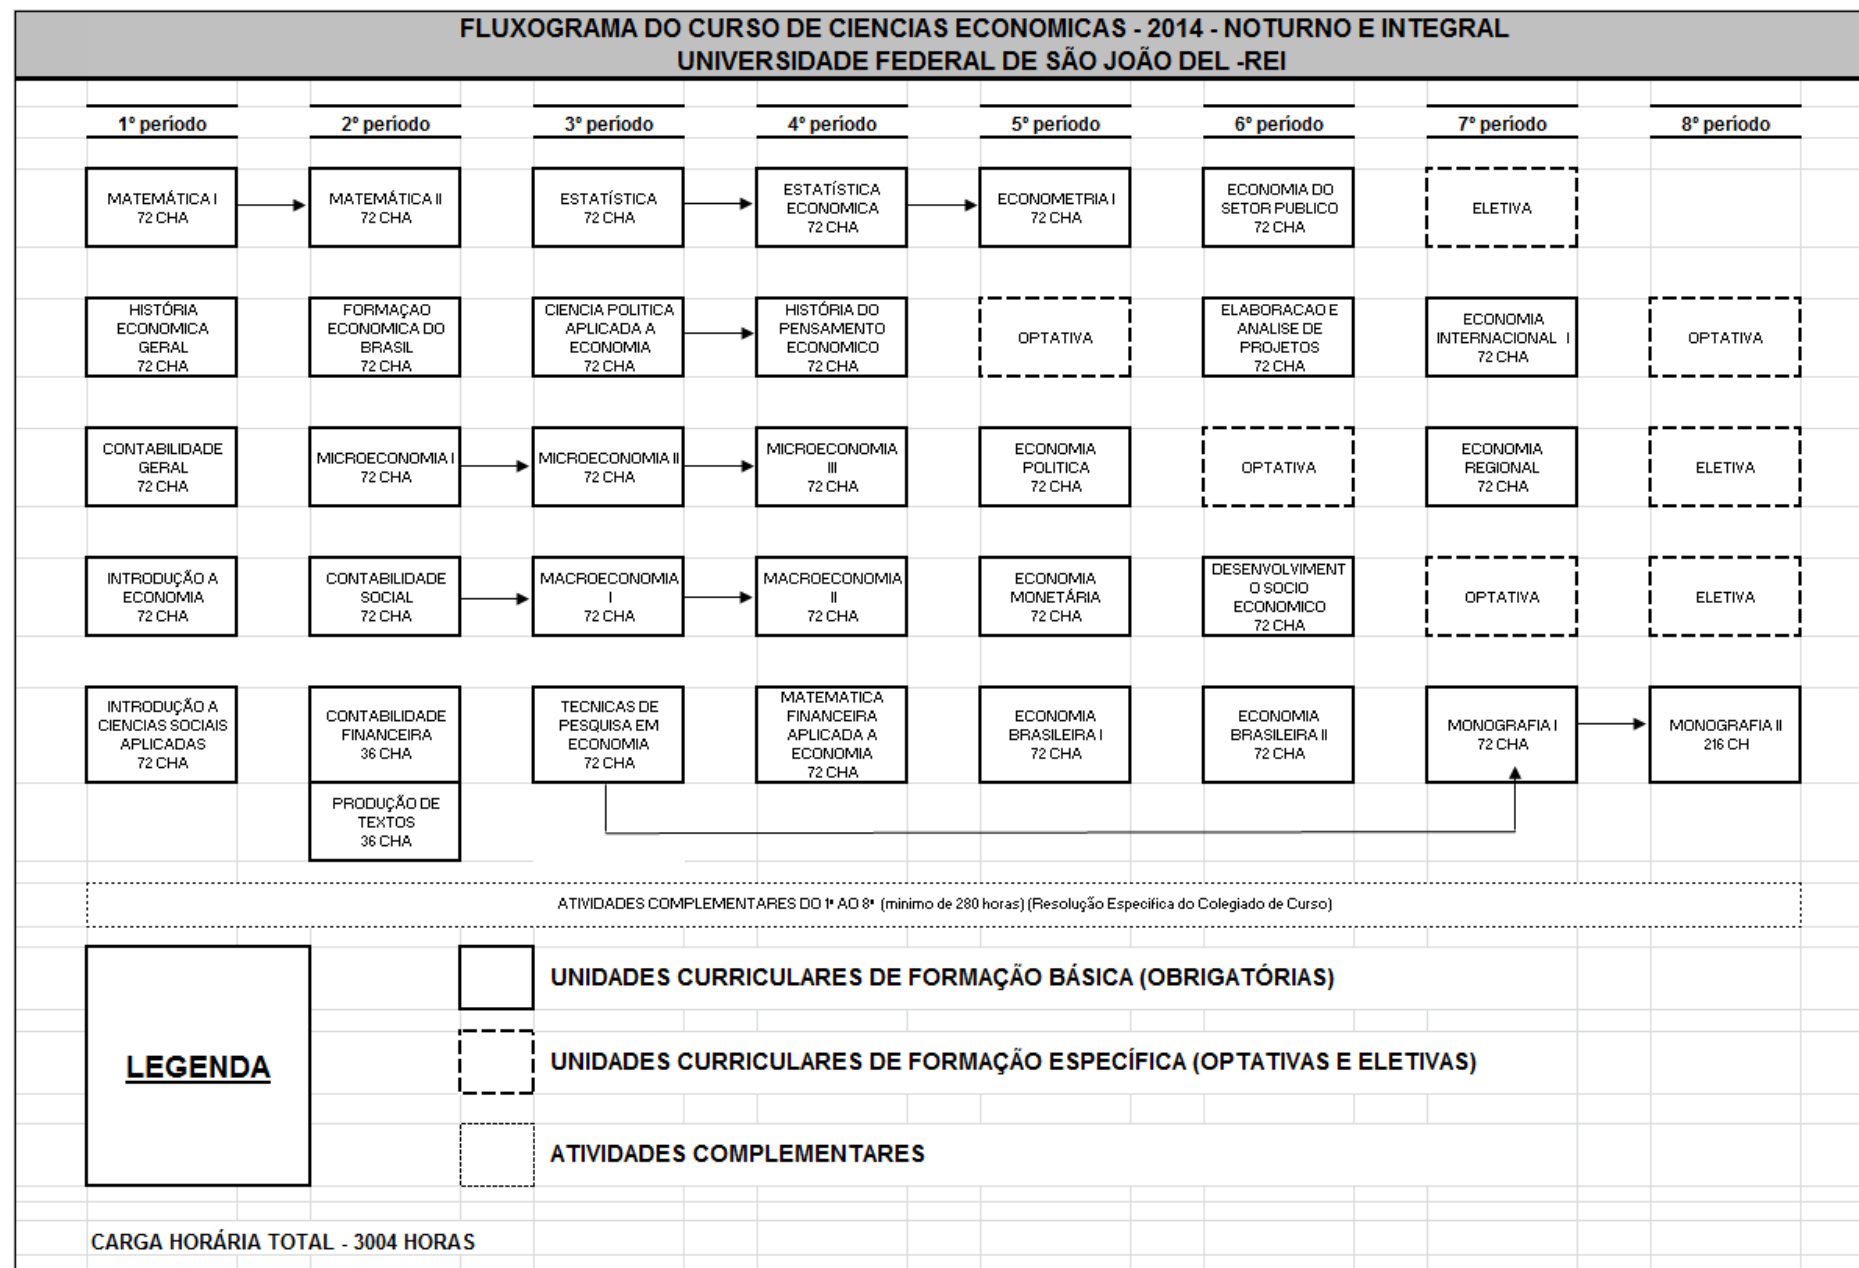 FLUXOGRAMA DO CURSO DE CIENCIAS ECONOMICAS - 2014 - NOTURNO E INTEGRAL
UNIVERSIDADE FEDERAL DE SÃO JOÃO DEL -REI
1º periodo
2º periodo
3º periodo
4º periodo
5º periodo
6º periodo
7º periodo
8º periodo
MATEMÁTICA I
72 CHA
MATEMÁTICA II
72 CHA
ESTATÍSTICA
72 CHA
ESTATÍSTICA
ECONOMICA
72 CHA
ECONOMETRIA I
72 CHA
ECONOMIA DO
SETOR PUBLICO
72 CHA
ELETIVA
HISTÓRIA
ECONOMICA
GERAL
72 CHA
FORMAÇAO
ECONOMICA DO
BRASIL
72 CHA
CIENCIA POLITICA
APLICADA A
ECONOMIA
72 CHA
HISTÓRIA DO
PENSAMENTO
ECONOMICO
72 CHA
OPTATIVA
ELABORACAO E
ANALISE DE
PROJETOS
72 CHA
ECONOMIA
INTERNACIONAL I
72 CHA
OPTATIVA
CONTABILIDADE
GERAL
72 CHA
MICROECONOMIA I
72 CHA
MICROECONOMIA II
72 CHA
MICROECONOMIA
III
72 CHA
ECONOMIA
POLITICA
72 CHA
OPTATIVA
ECONOMIA
REGIONAL
72 CHA
ELETIVA
INTRODUÇÃO A
ECONOMIA
72 CHA
CONTABILIDADE
SOCIAL
72 CHA
MACROECONOMIA
I
72 CHA
MACROECONOMIA
II
72 CHA
ECONOMIA
MONETÁRIA
72 CHA
DESENVOLVIMENT
O SOCIO
ECONOMICO
72 CHA
OPTATIVA
ELETIVA
INTRODUÇÃO A
CIENCIAS SOCIAIS
APLICADAS
72 CHA
CONTABILIDADE
FINANCEIRA
36 CHA
TECNICAS DE
PESQUISA EM
ECONOMIA
72 CHA
MATEMATICA
FINANCEIRA
APLICADA A
ECONOMIA
72 CHA
ECONOMIA
BRASILEIRA I
72 CHA
ECONOMIA
BRASILEIRA II
72 CHA
MONOGRAFIA I
72 CHA
MONOGRAFIA II
216 CH
PRODUÇÃO DE
TEXTOS
36 CHA
ATIVIDADES COMPLEMENTARES DO 1º AO 8º (minimo de 280 horas) (Resolução Especifica do Colegiado de Curso)
LEGENDA
UNIDADES CURRICULARES DE FORMAÇÃO BÁSICA (OBRIGATÓRIAS)
UNIDADES CURRICULARES DE FORMAÇÃO ESPECÍFICA (OPTATIVAS E ELETIVAS)
ATIVIDADES COMPLEMENTARES
CARGA HORÁRIA TOTAL - 3004 HORAS